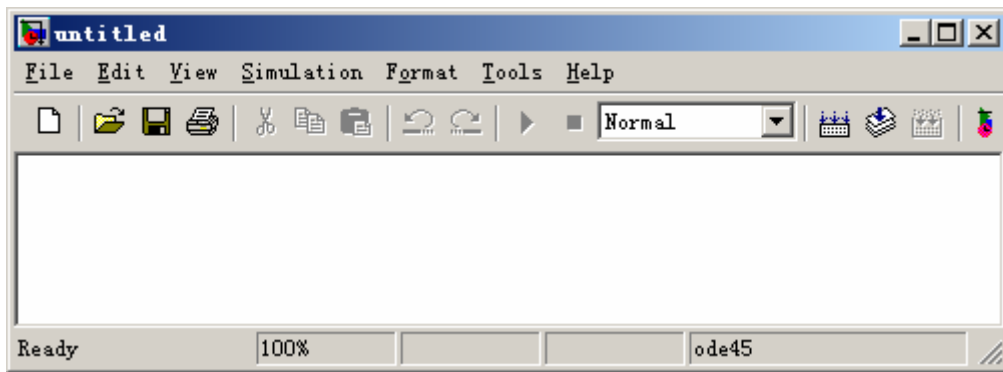 untitled
File Edit View Simulation Format Tools Help
Normal
Ready 100% ode45